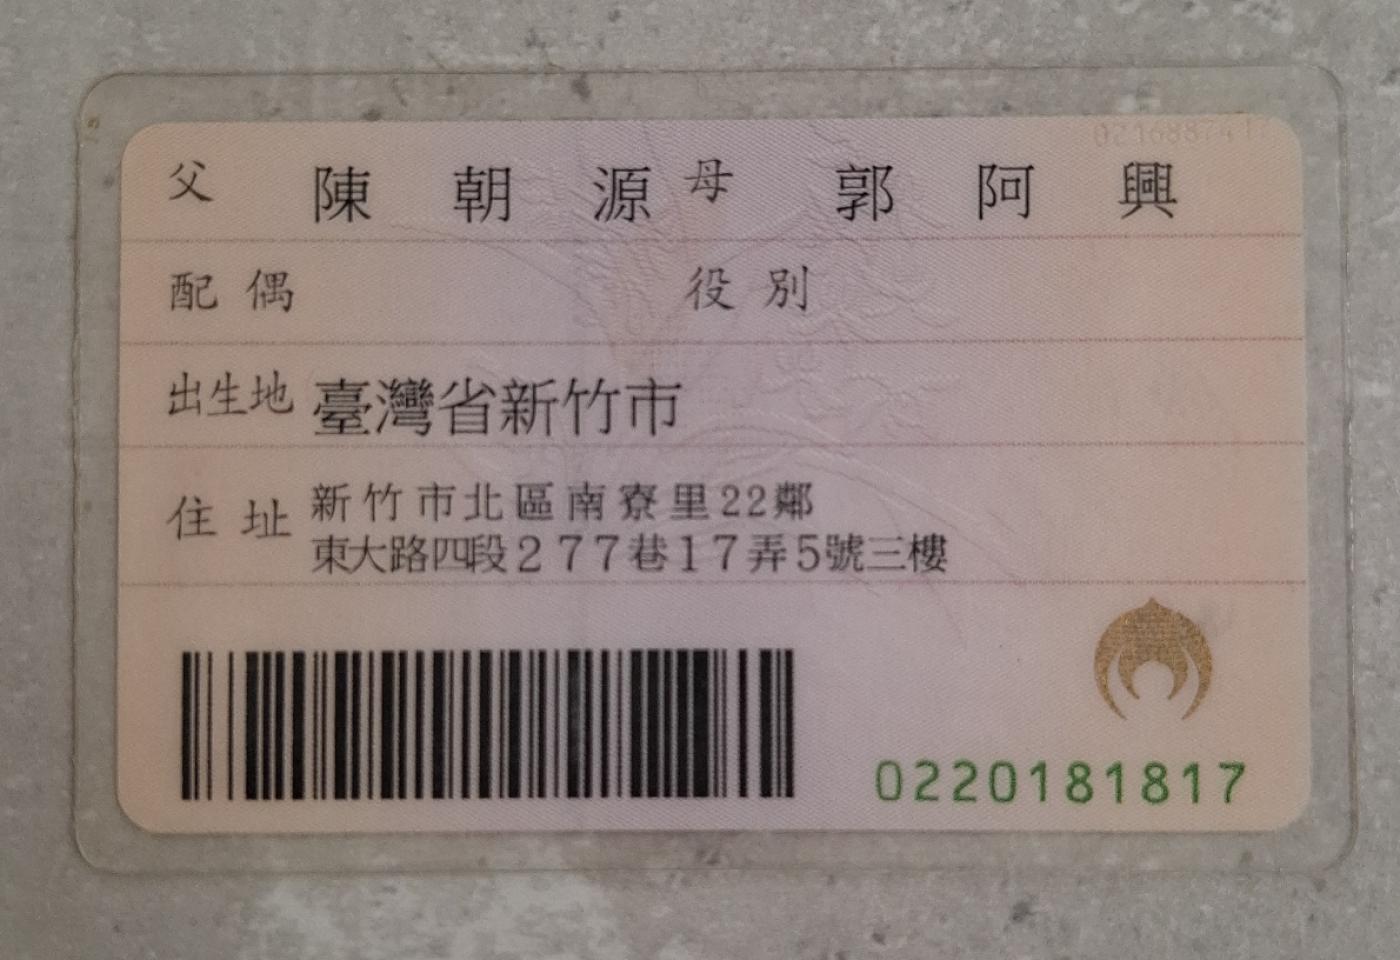 父 陳朝源 母 郭阿興
配偶 役別
出生地 臺灣省新竹市
住址 新竹市北區南寮里22鄰
東大路四段277巷17弄5號三樓
0220181817